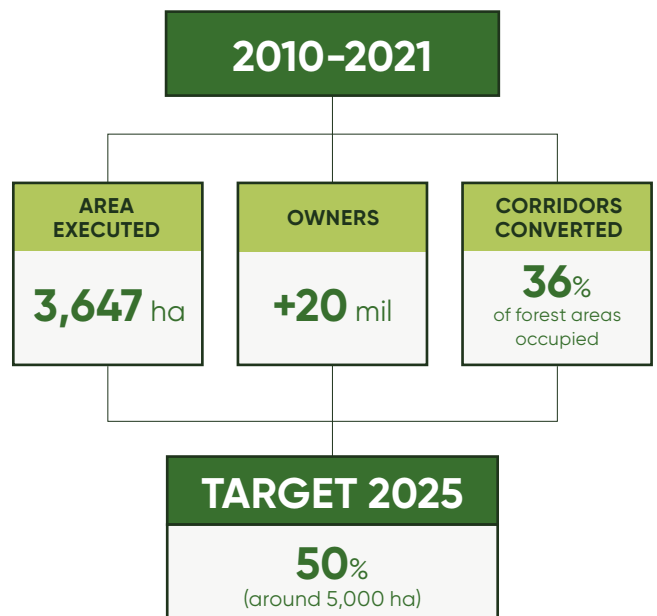 2010-2021
AREA
EXECUTED
3,647 ha
OWNERS
+20 mil
CORRIDORS
CONVERTED
36%
of forest areas
occupied
TARGET 2025
50%
(around 5,000 ha)